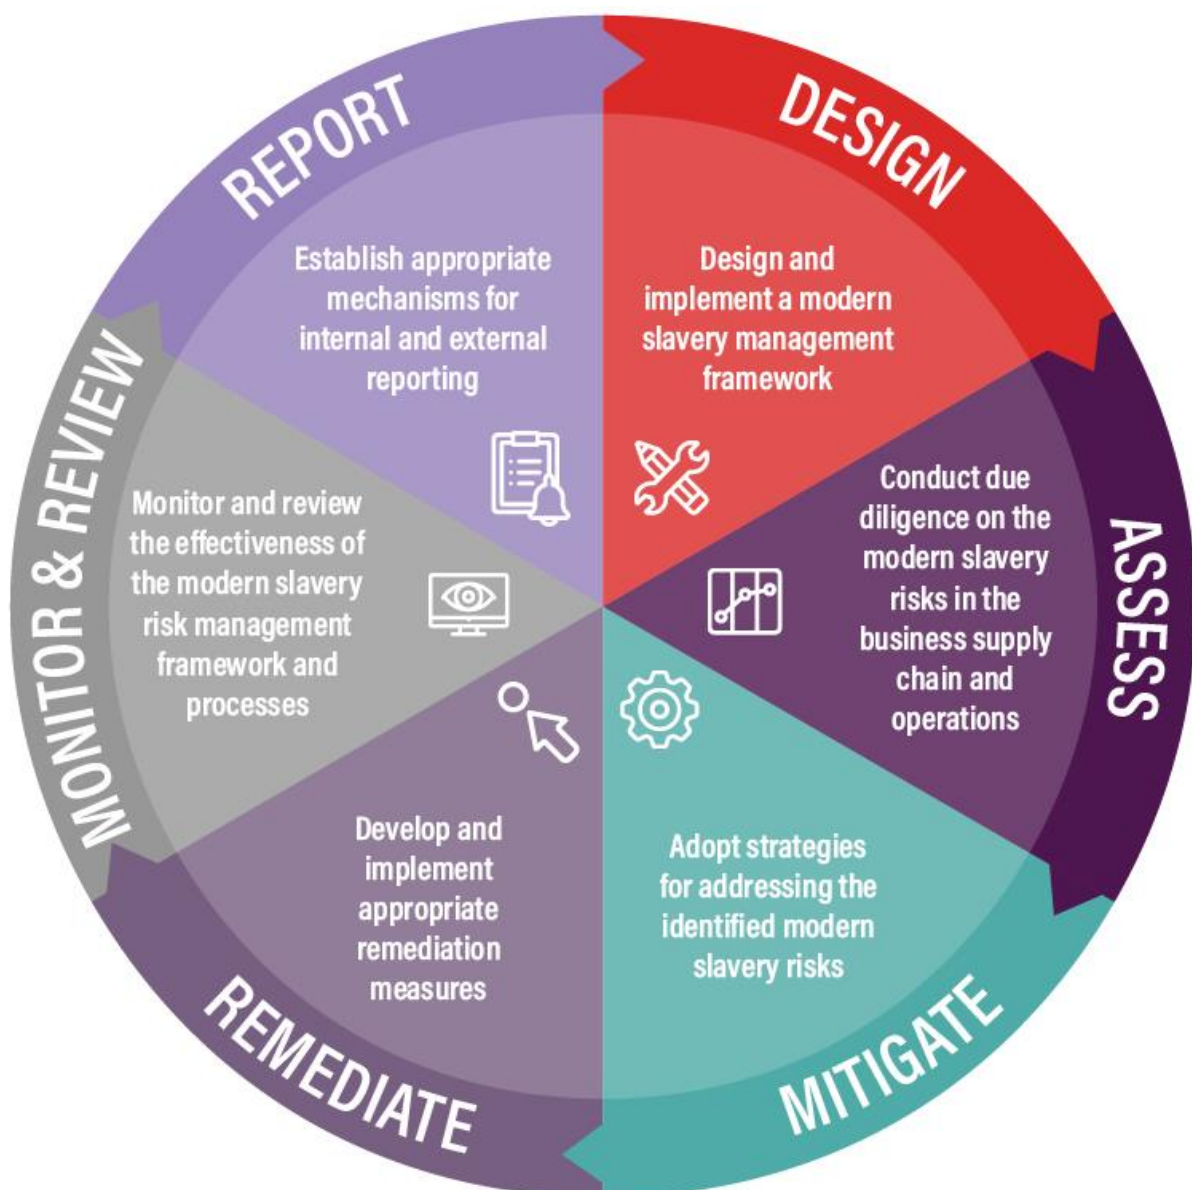 DESIGN
Design and
implement a modern
slavery management
framework
ASSESS
Conduct due
diligence on the
modern slavery
risks in the
business supply
chain and
operations
MITIGATE
Adopt strategies
for addressing the
identified modern
slavery risks
REMEDIATE
Develop and
implement
appropriate
remediation
measures
MONITOR & REVIEW
Monitor and review
the effectiveness of
the modern slavery
risk management
framework and
processes
REPORT
Establish appropriate
mechanisms for
internal and external
reporting